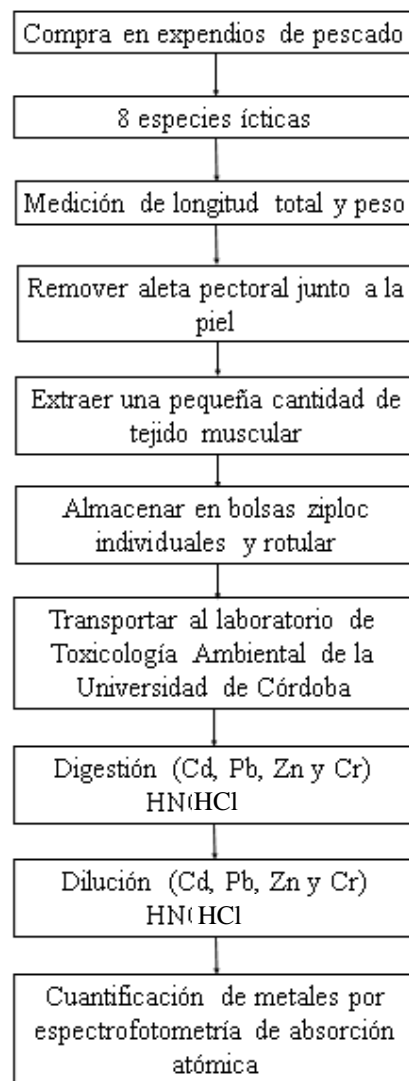 Compra en expendios de pescado
8 especies ícticas
Medición de longitud total y peso
Remover aleta pectoral junto a la
piel
Extraer una pequeña cantidad de
tejido muscular
Almacenar en bolsas ziploc
individuales y rotular
Transportar al laboratorio de
Toxicología Ambiental de la
Universidad de Córdoba
Digestión (Cd, Pb, Zn y Cr)
HCl
Dilución (Cd, Pb, Zn y Cr)
HCl
Cuantificación de metales por
espectrofotometría de absorción
atómica